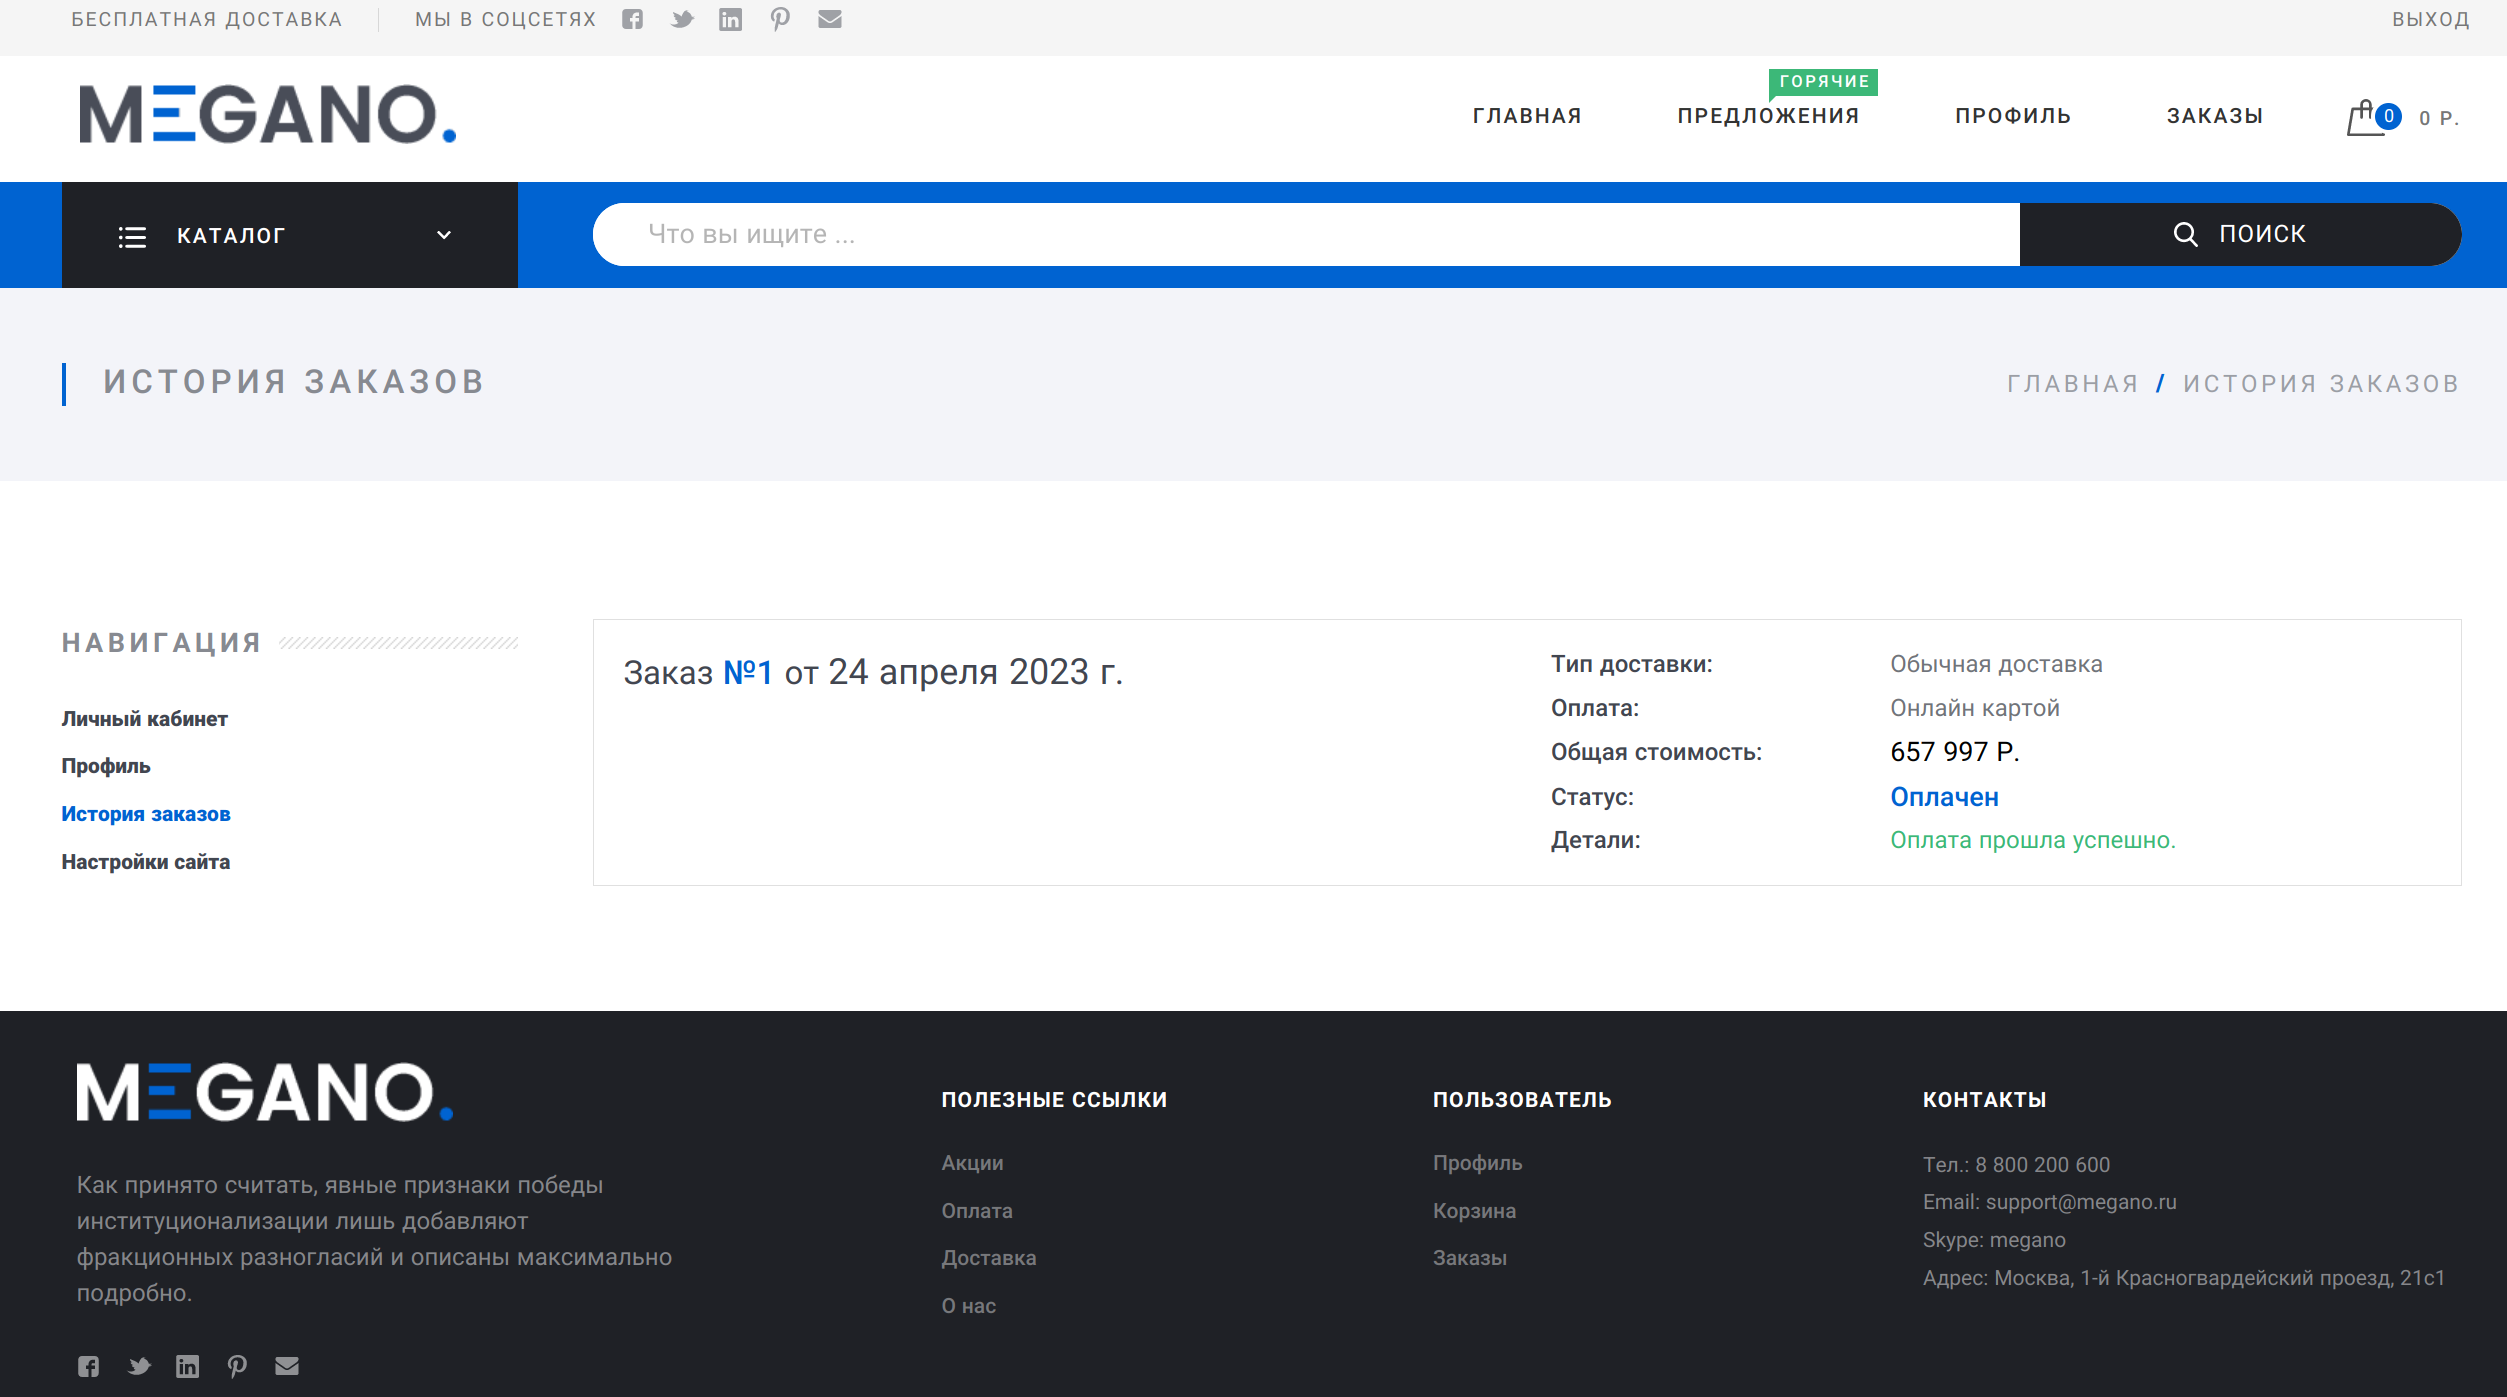 БЕСПЛАТНАЯ ДОСТАВКА МЫ В СОЦСЕТЯХ ВЫХОД
MEGANO.
ГОРЯЧИЕ
ГЛАВНАЯ ПРЕДЛОЖЕНИЯ ПРОФИЛЬ ЗАКАЗЫ 0 0 Р.
КАТАЛОГ Что вы ищите ... ПОИСК
ИСТОРИЯ ЗАКАЗОВ ГЛАВНАЯ / ИСТОРИЯ ЗАКАЗОВ
НАВИГАЦИЯ
Личный кабинет
Профиль
История заказов
Настройки сайта
Заказ №1 от 24 апреля 2023 г.
Тип доставки: Обычная доставка
Оплата: Онлайн картой
Общая стоимость: 657 997 Р.
Статус: Оплачен
Детали: Оплата прошла успешно.
MEGANO.
Как принято считать, явные признаки победы
институционализации лишь добавляют
фракционных разногласий и описаны максимально
подробно.
ПОЛЕЗНЫЕ ССЫЛКИ
Акции
Оплата
Доставка
О нас
ПОЛЬЗОВАТЕЛЬ
Профиль
Корзина
Заказы
КОНТАКТЫ
Тел.: 8 800 200 600
Email: support@megano.ru
Skype: megano
Адрес: Москва, 1-й Красногвардейский проезд, 21с1